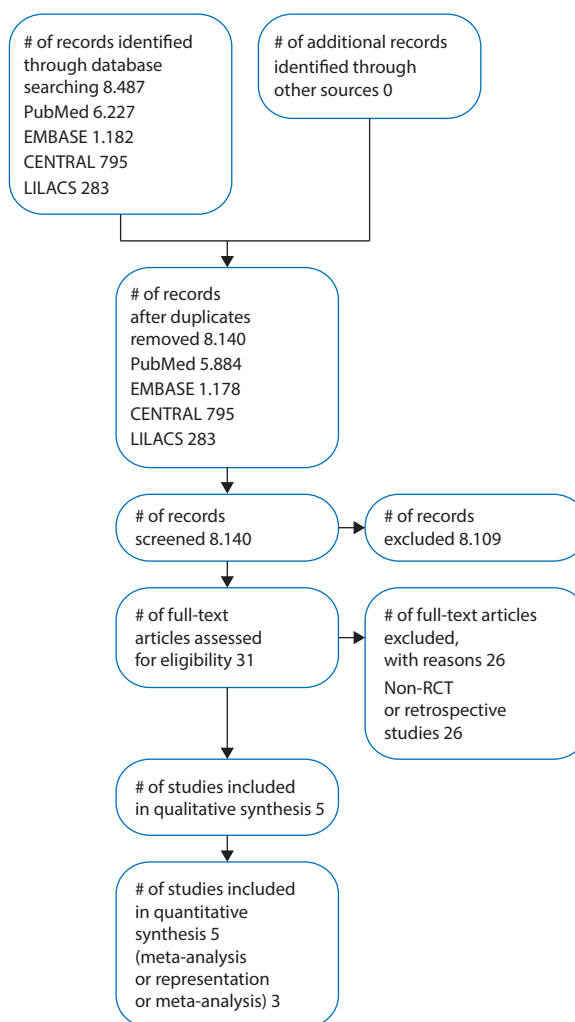 # of records identified
through database
searching 8.487
PubMed 6.227
EMBASE 1.182
CENTRAL 795
LILACS 283
# of additional records
identified through
other sources 0
# of records
after duplicates
removed 8.140
PubMed 5.884
EMBASE 1.178
CENTRAL 795
LILACS 283
# of records
screened 8.140
# of records
excluded 8.109
# of full-text
articles assessed
for eligibility 31
# of full-text articles
excluded,
with reasons 26
Non-RCT
or retrospective
studies 26
# of studies included
in qualitative synthesis 5
# of studies included
in quantitative
synthesis 5
(meta-analysis
or representation
or meta-analysis) 3